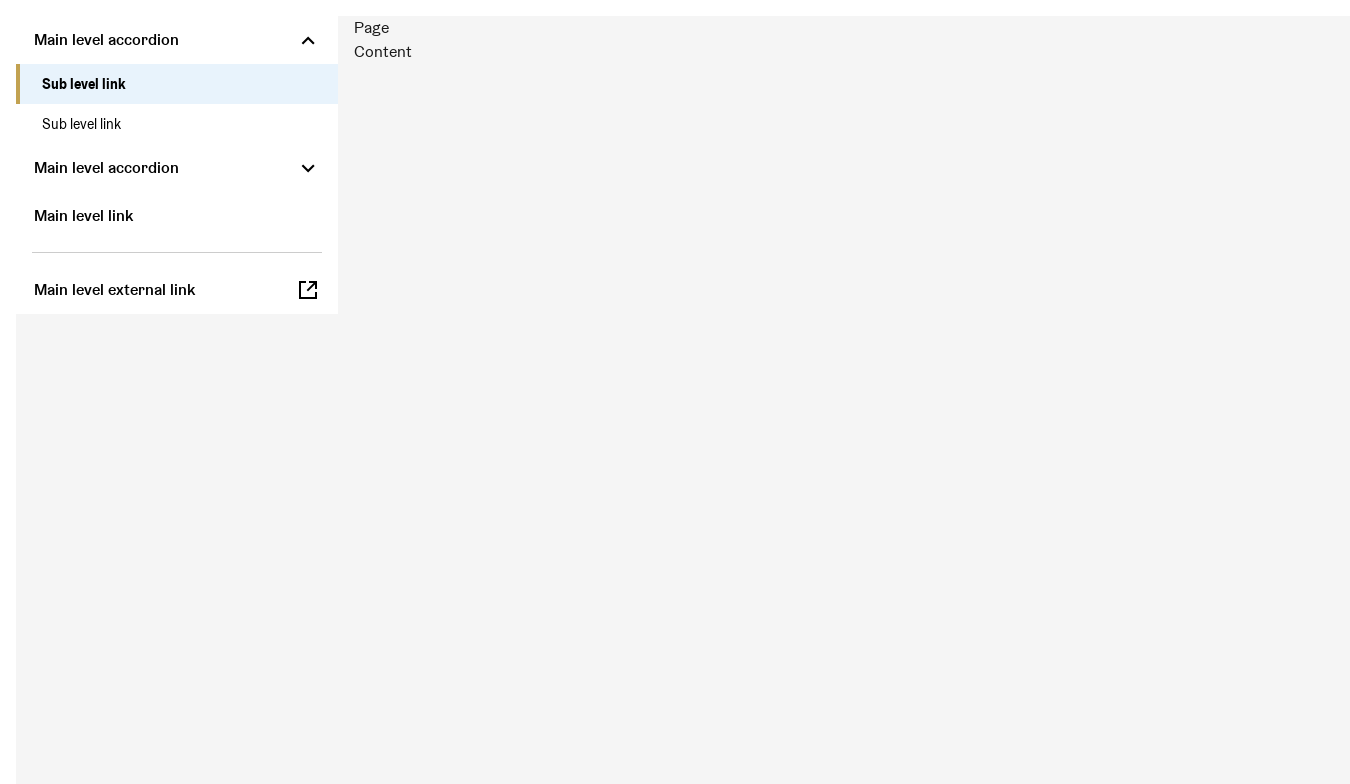 Main level accordion
Sub level link
Sub level link
Main level accordion
Main level link
Main level external link
Page
Content